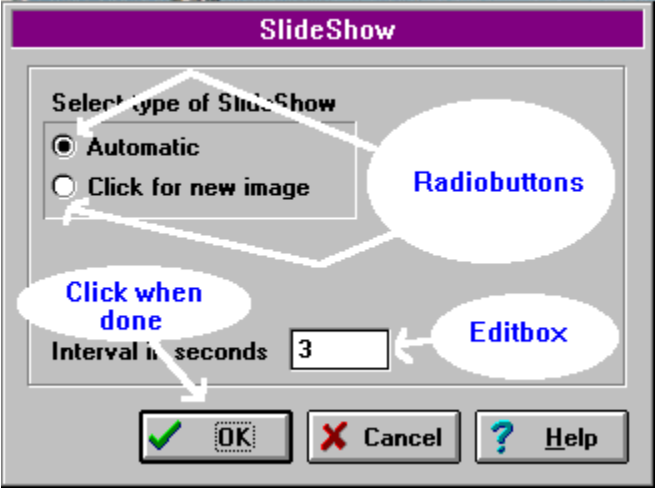 SlideShow
Select type of SlideShow
Automatic
Click for new image
Radiobuttons
Click when
done
Interval in seconds
3
Editbox
OK
Cancel
? Help